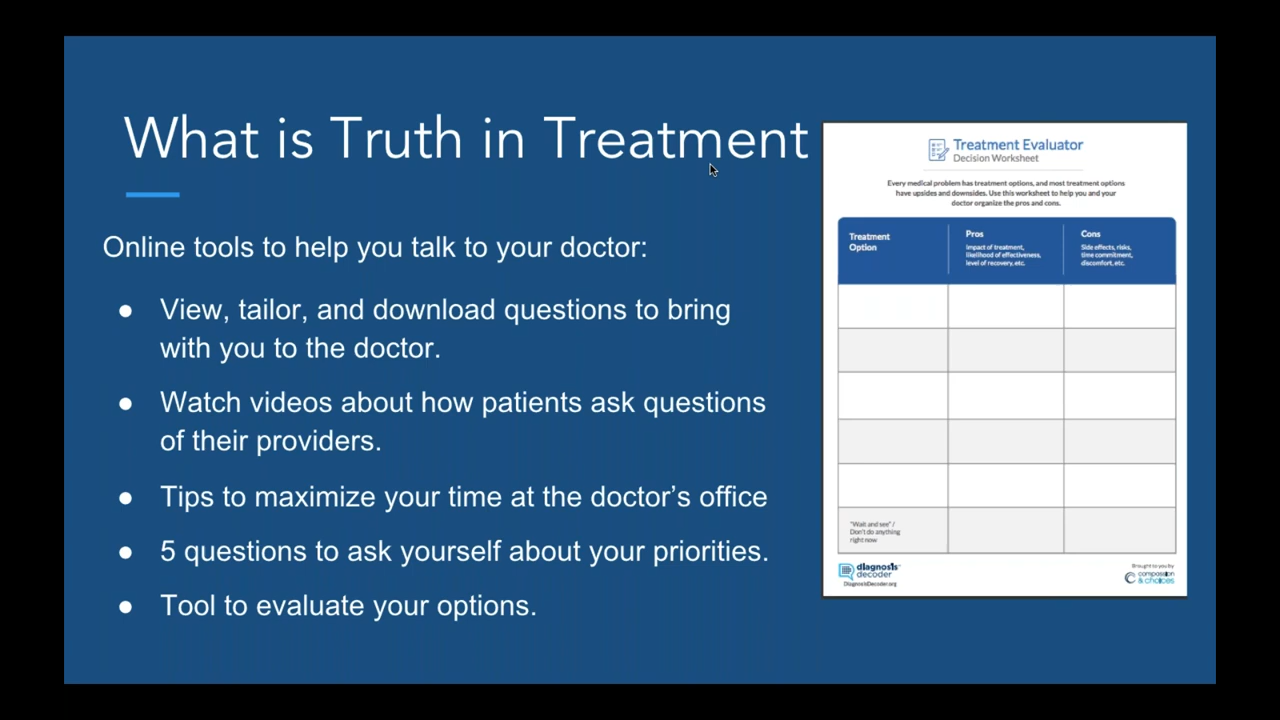 What is Truth in Treatment
Online tools to help you talk to your doctor:
● View, tailor, and download questions to bring
with you to the doctor.
● Watch videos about how patients ask questions
of their providers.
● Tips to maximize your time at the doctor’s office
● 5 questions to ask yourself about your priorities.
● Tool to evaluate your options.
Treatment Evaluator
Decision Worksheet
Every medical problem has treatment options, and most treatment options
have upsides and downsides. Use this worksheet to help you and your
doctor organize the pros and cons.
Treatment
Option
Pros
Impact of treatment,
likelihood of effectiveness,
level of recovery, etc.
Cons
Side effects, risks,
time commitment,
discomfort, etc.
"Wait and see" /
Don't do anything
right now
diagnosis
decoder
DiagnosisDecoder.org
Brought to you by
compassion
& choices